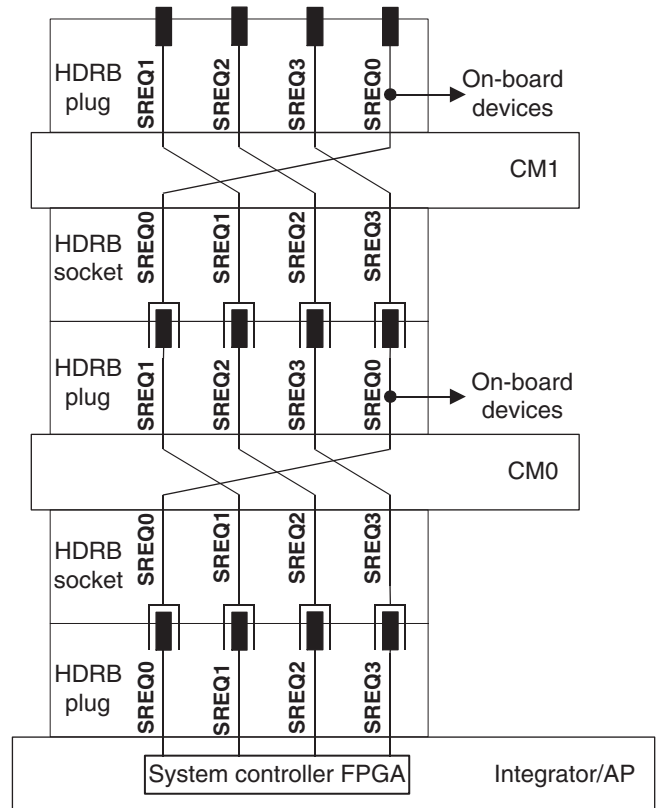 HDRB
plug
SREQ1
SREQ2
SREQ3
SREQ0
On-board
devices
CM1
HDRB
socket
SREQ0
SREQ1
SREQ2
SREQ3
HDRB
plug
SREQ1
SREQ2
SREQ3
SREQ0
On-board
devices
CM0
HDRB
socket
SREQ0
SREQ1
SREQ2
SREQ3
HDRB
plug
SREQ0
SREQ1
SREQ2
SREQ3
System controller FPGA
Integrator/AP